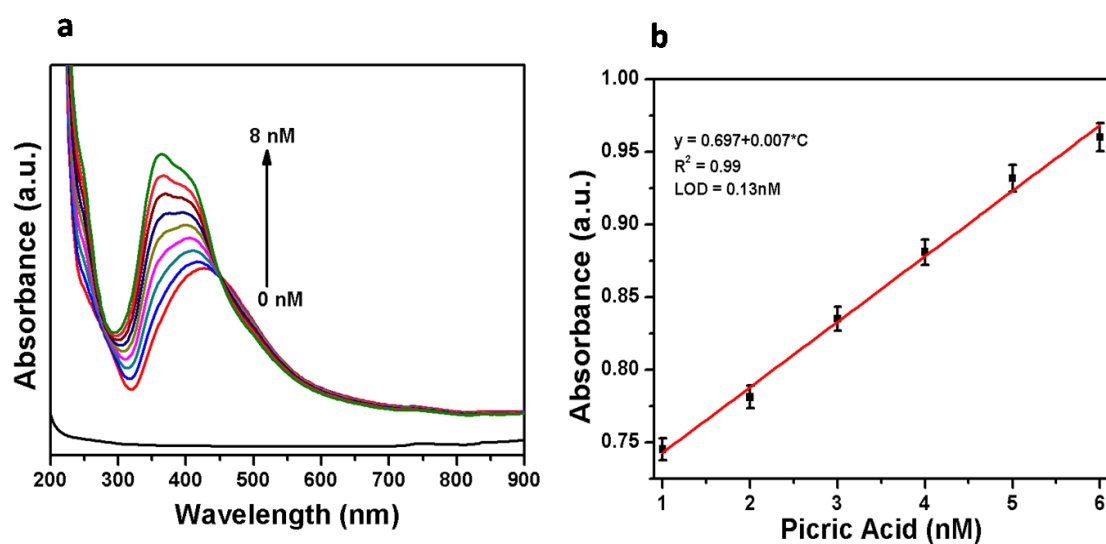 a
Absorbance (a.u.)
8 nM
0 nM
200 300 400 500 600 700 800 900
Wavelength (nm)
b
Absorbance (a.u.)
1.00
0.95
0.90
0.85
0.80
0.75
y = 0.697+0.007*C
R² = 0.99
LOD = 0.13nM
1 2 3 4 5 6
Picric Acid (nM)